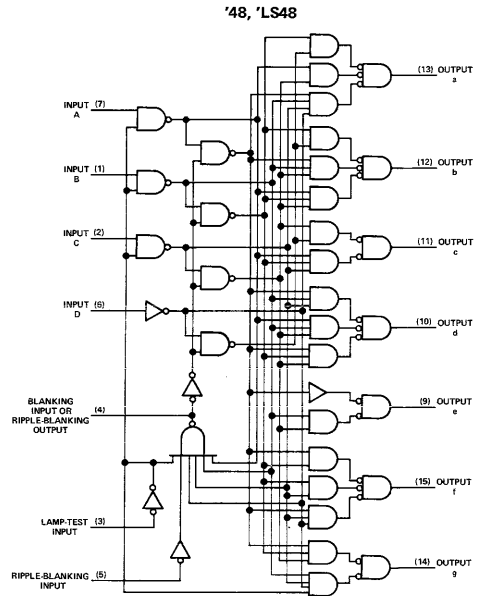 '48, 'LS48
(13) OUTPUT
a
INPUT (7)
A
(12) OUTPUT
b
INPUT (1)
B
INPUT (2)
C
(11) OUTPUT
c
INPUT (6)
D
(10) OUTPUT
d
BLANKING
INPUT OR (4)
RIPPLE-BLANKING
OUTPUT
(9) OUTPUT
e
(15) OUTPUT
f
LAMP-TEST (3)
INPUT
(14) OUTPUT
g
RIPPLE-BLANKING (5)
INPUT